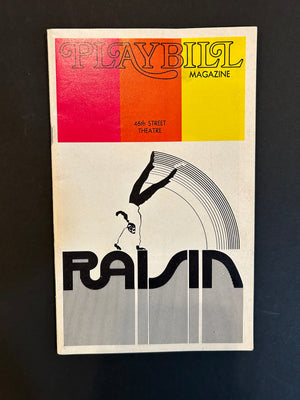 PLAYBILL
MAGAZINE
46th STREET
THEATRE
RAISIN